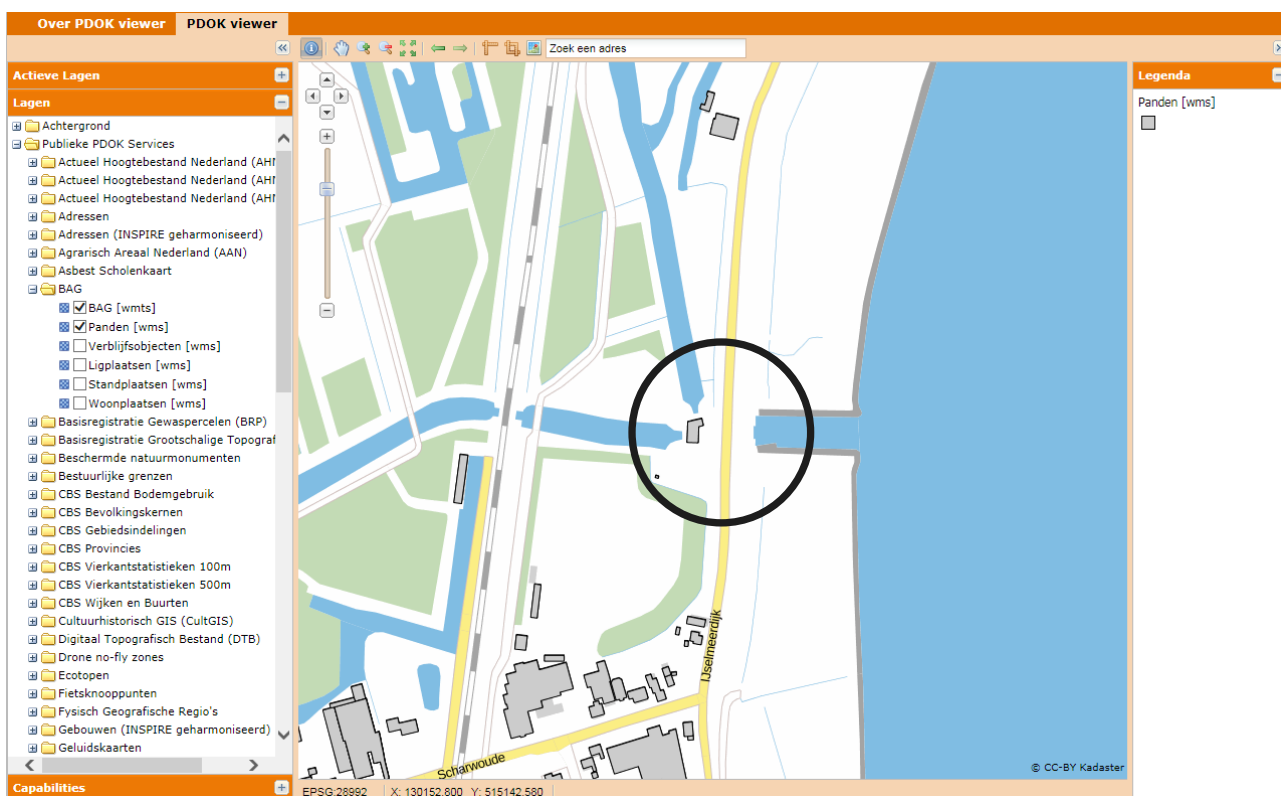 Over PDOK viewer
PDOK viewer
Zoek een adres
Actieve Lagen
Lagen
Achtergrond
Publieke PDOK Services
Actueel Hoogtebestand Nederland (AHN
Actueel Hoogtebestand Nederland (AHN
Actueel Hoogtebestand Nederland (AHN
Adressen
Adressen (INSPIRE geharmoniseerd)
Agrarisch Areaal Nederland (AAN)
Asbest Scholenkaart
BAG
BAG [wmts]
Panden [wms]
Verblijfsobjecten [wms]
Ligplaatsen [wms]
Standplaatsen [wms]
Woonplaatsen [wms]
Basisregistratie Gewaspercelen (BRP)
Basisregistratie Grootschalige Topograf
Beschermde natuurmonumenten
Bestuurlijke grenzen
CBS Bestand Bodemgebruik
CBS Bevolkingskernen
CBS Gebiedsindelingen
CBS Provincies
CBS Vierkantstatistieken 100m
CBS Vierkantstatistieken 500m
CBS Wijken en Buurten
Cultuurhistorisch GIS (CultGIS)
Digitaal Topografisch Bestand (DTB)
Drone no-fly zones
Ecotopen
Fietsknooppunten
Fysisch Geografische Regio's
Gebouwen (INSPIRE geharmoniseerd)
Geluidskaarten
Capabilities
IJselmeerdijk
Scharwoude
© CC-BY Kadaster
EPSG:28992
X: 130152.800 Y: 515142.580
Legenda
Panden [wms]